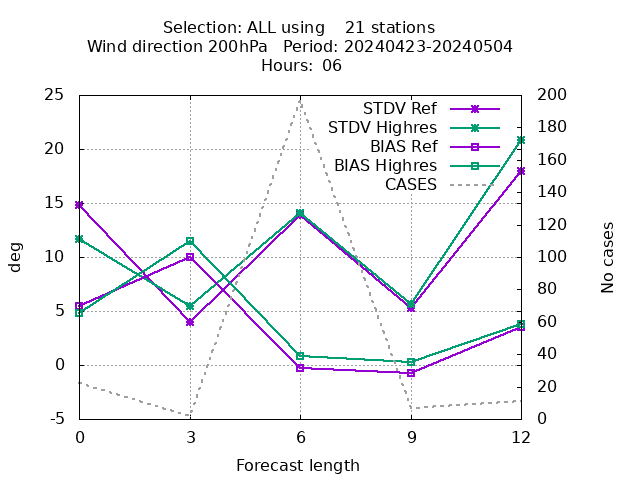 Selection: ALL using    21 stations
Wind direction 200hPa   Period: 20240423-20240504
Hours: 06
STDV Ref
STDV Highres
BIAS Ref
BIAS Highres
CASES
25
20
15
10
5
0
-5
deg
200
180
160
140
120
100
80
60
40
20
0
No cases
0 3 6 9 12
Forecast length